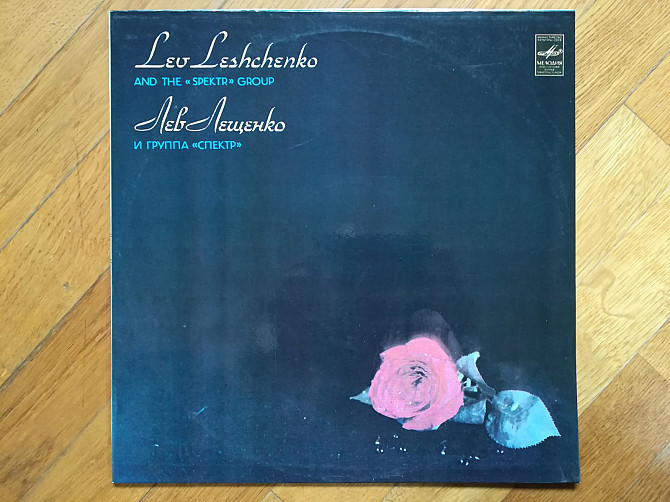 Lev Leshchenko
AND THE «SPEKTR» GROUP
Лев Лещенко
И ГРУППА «СПЕКТР»
МЕЛОДИЯ